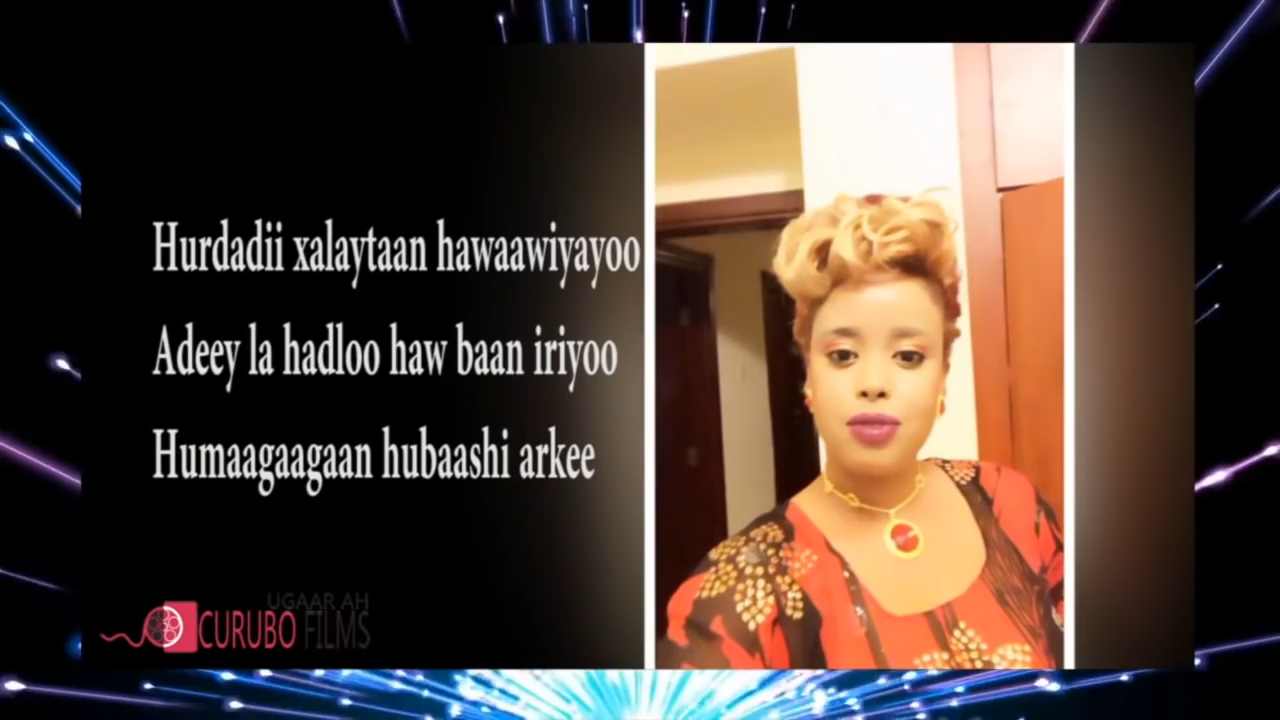 Hurdadii xalaytaan hawaawiyayoo
Adeey la hadloo haw baan iriyoo
Humaagaagaan hubaashi arkee
UGAAR AH
CURUBO FILMS